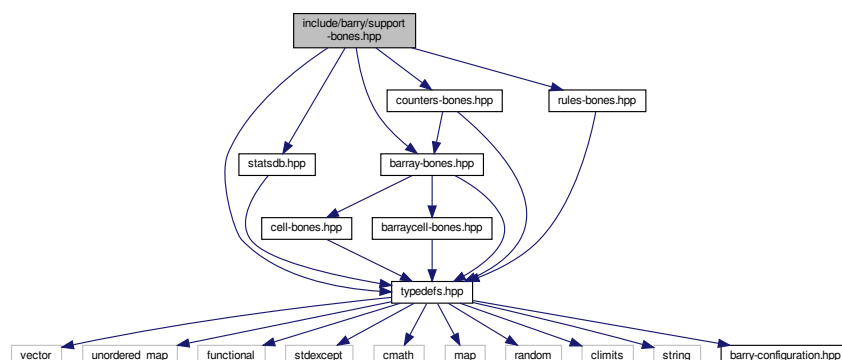 include/barry/support
-bones.hpp
counters-bones.hpp
rules-bones.hpp
statsdb.hpp
barray-bones.hpp
cell-bones.hpp
barraycell-bones.hpp
typedefs.hpp
vector
unordered_map
functional
stdexcept
cmath
map
random
climits
string
barry-configuration.hpp